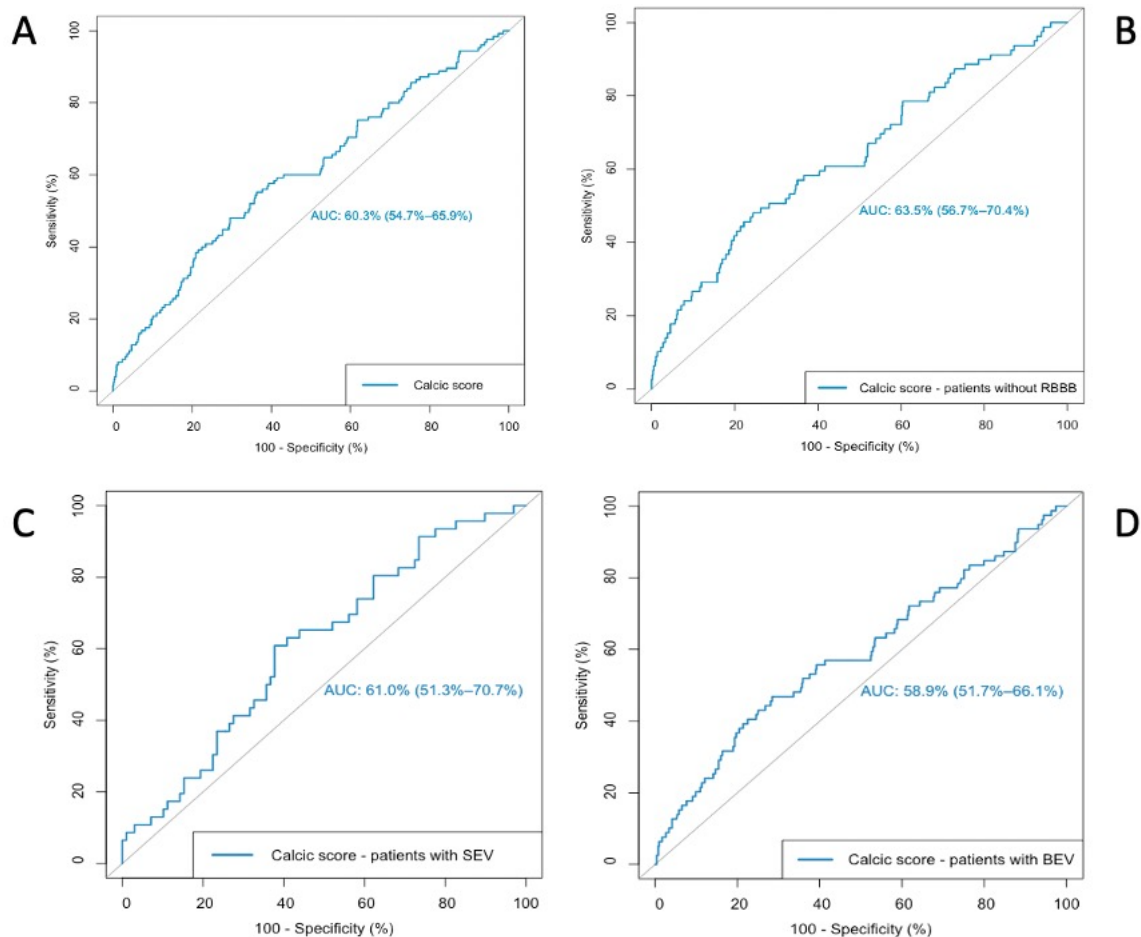 A
100
80
60
40
20
0
Sensitivity (%)
AUC: 60.3% (54.7%–65.9%)
Calcic score
0 20 40 60 80 100
100 - Specificity (%)
B
100
80
60
40
20
0
Sensitivity (%)
AUC: 63.5% (56.7%–70.4%)
Calcic score - patients without RBBB
0 20 40 60 80 100
100 - Specificity (%)
C
100
80
60
40
20
0
Sensitivity (%)
AUC: 61.0% (51.3%–70.7%)
Calcic score - patients with SEV
0 20 40 60 80 100
100 - Specificity (%)
D
100
80
60
40
20
0
Sensitivity (%)
AUC: 58.9% (51.7%–66.1%)
Calcic score - patients with BEV
0 20 40 60 80 100
100 - Specificity (%)